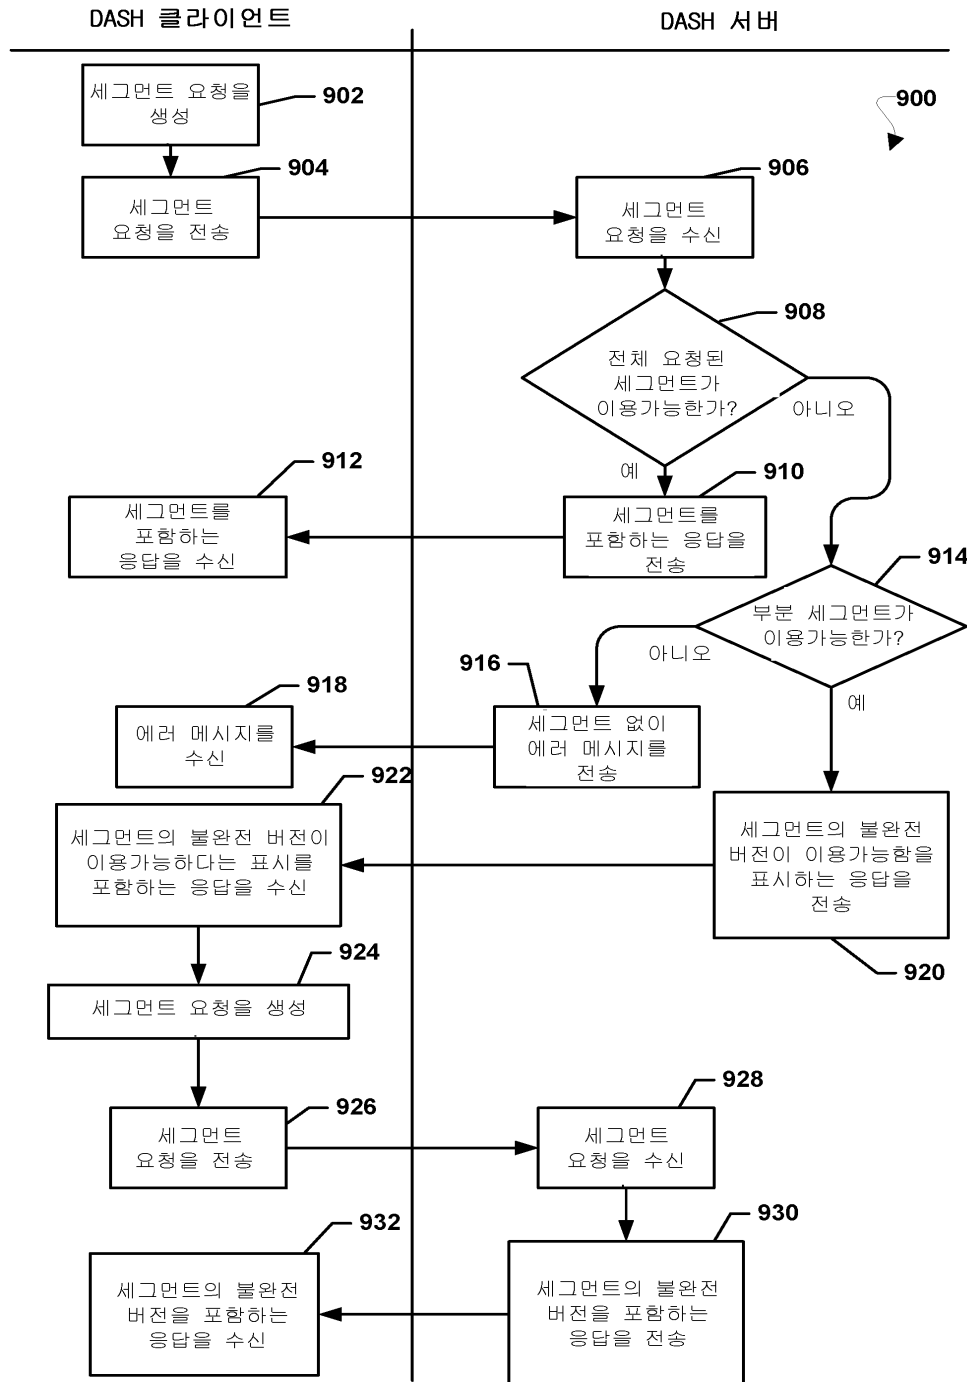 DASH 클라이언트
DASH 서버
세그먼트 요청을
생성
902
900
904
세그먼트
요청을 전송
906
세그먼트
요청을 수신
908
전체 요청된
세그먼트가
이용가능한가?
아니오
예
912
세그먼트를
포함하는
응답을 수신
910
세그먼트를
포함하는 응답을
전송
914
부분 세그먼트가
이용가능한가?
아니오
예
916
세그먼트 없이
에러 메시지를
전송
918
에러 메시지를
수신
922
세그먼트의 불완전 버전이
이용가능하다는 표시를
포함하는 응답을 수신
세그먼트의 불완전
버전이 이용가능함을
표시하는 응답을
전송
920
924
세그먼트 요청을 생성
926
세그먼트
요청을 전송
928
세그먼트
요청을 수신
932
세그먼트의 불완전
버전을 포함하는
응답을 수신
930
세그먼트의 불완전
버전을 포함하는
응답을 전송